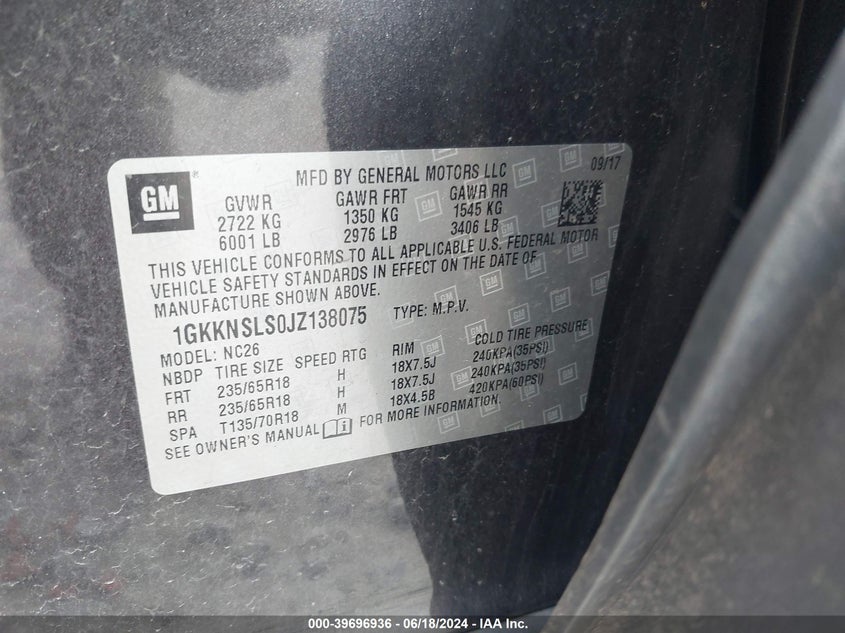 GM
MFD BY GENERAL MOTORS LLC 09/17
GVWR GAWR FRT GAWR RR
2722 KG 1350 KG 1545 KG
6001 LB 2976 LB 3406 LB
THIS VEHICLE CONFORMS TO ALL APPLICABLE U.S. FEDERAL MOTOR
VEHICLE SAFETY STANDARDS IN EFFECT ON THE DATE OF
MANUFACTURE SHOWN ABOVE.
1GKKNSLS0JZ138075 TYPE: M.P.V.
MODEL: NC26
NBDP TIRE SIZE SPEED RTG RIM COLD TIRE PRESSURE
FRT 235/65R18 H 18X7.5J 240KPA(35PSI)
RR 235/65R18 H 18X7.5J 240KPA(35PSI)
SPA T135/70R18 M 18X4.5B 420KPA(60PSI)
SEE OWNER'S MANUAL FOR MORE INFORMATION.
000-39696936 - 06/18/2024 - IAA Inc.